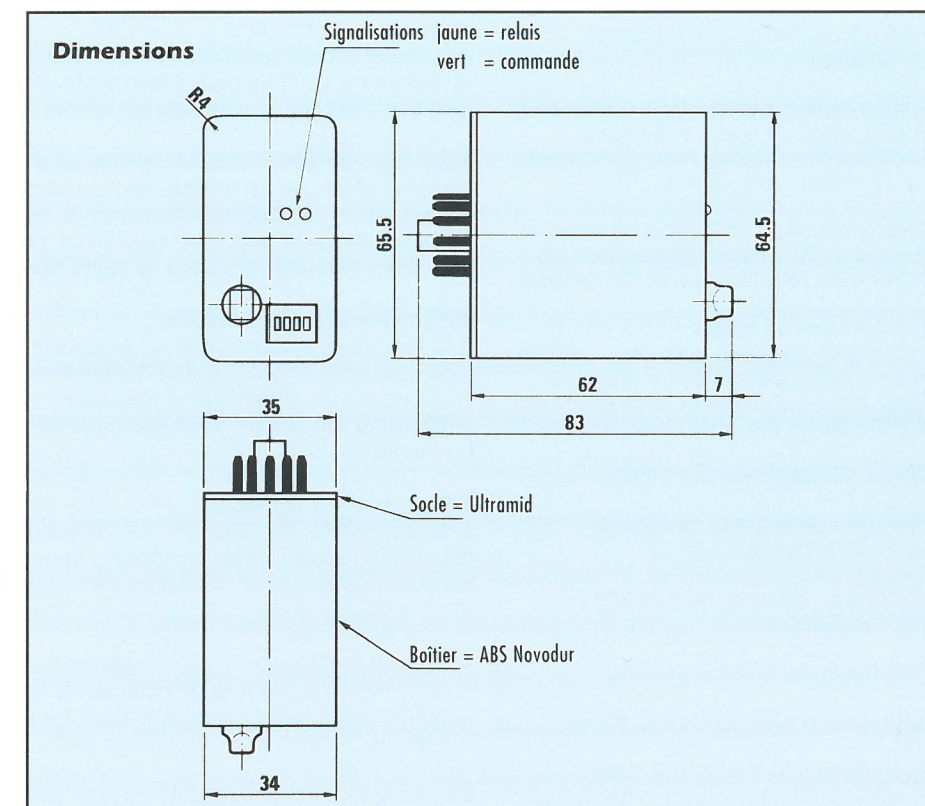 Dimensions
Signalisations jaune = relais
vert = commande
R4
65.5
64.5
62
7
83
35
Socle = Ultramid
Boîtier = ABS Novodur
34